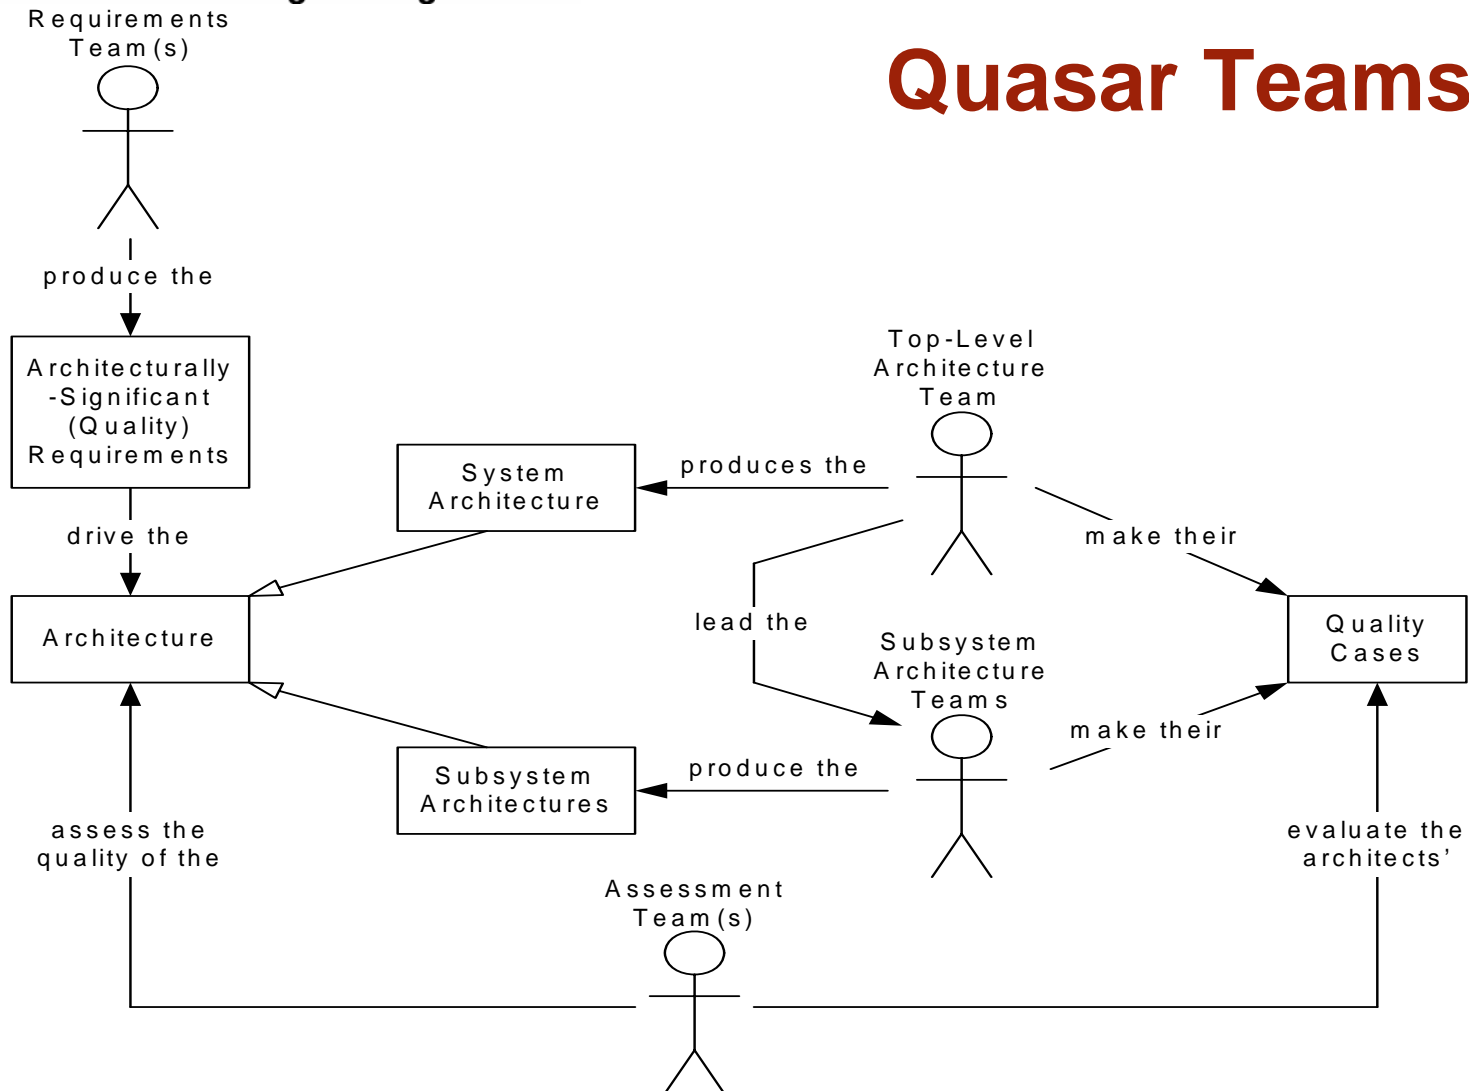 Quasar Teams
Requirements
Team(s)
produce the
Architecturally
-Significant
(Quality)
Requirements
drive the
Architecture
System
Architecture
produces the
Top-Level
Architecture
Team
make their
lead the
Subsystem
Architecture
Teams
Quality
Cases
make their
Subsystem
Architectures
produce the
assess the
quality of the
evaluate the
architects’
Assessment
Team(s)